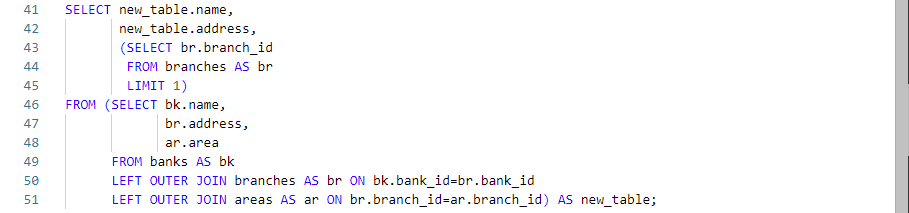 41 SELECT new_table.name,
42 new_table.address,
43 (SELECT br.branch_id
44 FROM branches AS br
45 LIMIT 1)
46 FROM (SELECT bk.name,
47 br.address,
48 ar.area
49 FROM banks AS bk
50 LEFT OUTER JOIN branches AS br ON bk.bank_id=br.bank_id
51 LEFT OUTER JOIN areas AS ar ON br.branch_id=ar.branch_id) AS new_table;